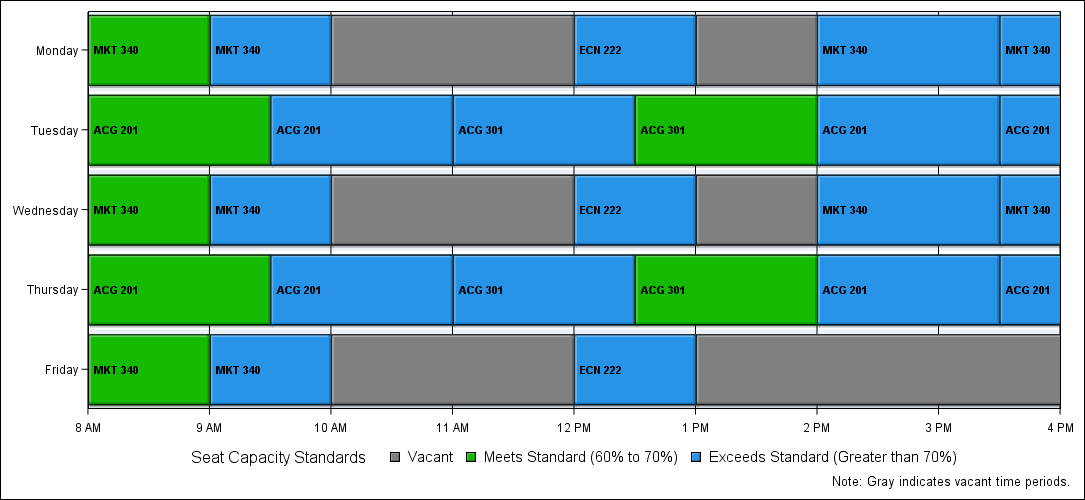 Monday MKT 340 MKT 340 ECN 222 MKT 340 MKT 340
Tuesday ACG 201 ACG 201 ACG 301 ACG 301 ACG 201 ACG 201
Wednesday MKT 340 MKT 340 ECN 222 MKT 340 MKT 340
Thursday ACG 201 ACG 201 ACG 301 ACG 301 ACG 201 ACG 201
Friday MKT 340 MKT 340 ECN 222
8 AM 9 AM 10 AM 11 AM 12 PM 1 PM 2 PM 3 PM 4 PM
Seat Capacity Standards Vacant Meets Standard (60% to 70%) Exceeds Standard (Greater than 70%)
Note: Gray indicates vacant time periods.